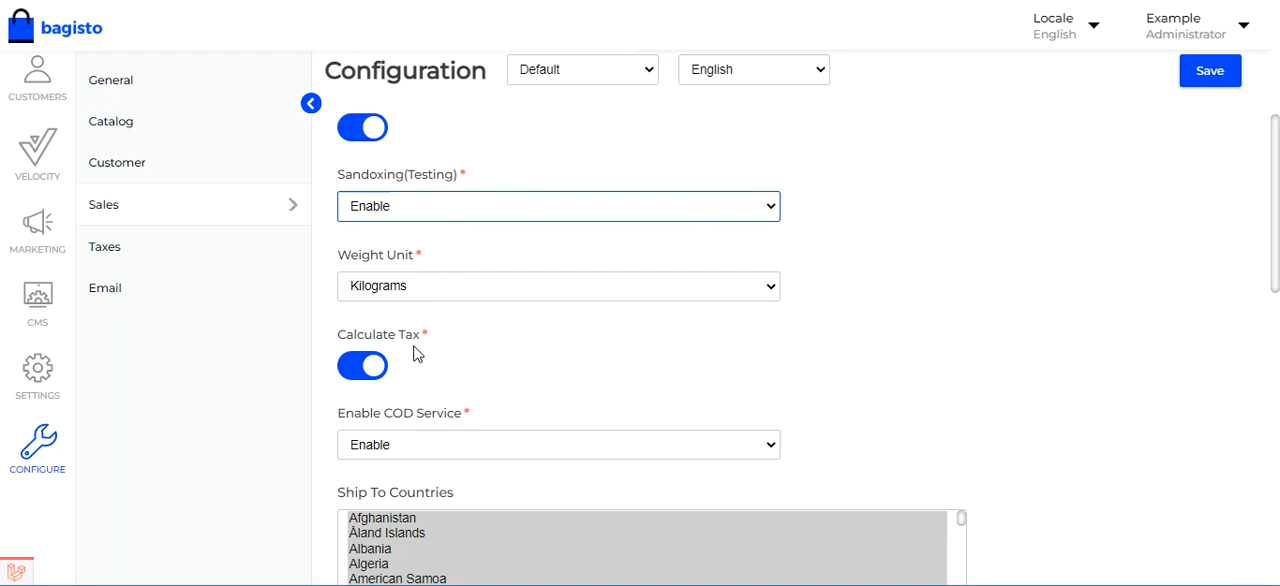 bagisto
Locale
English
Example
Administrator
CUSTOMERS
VELOCITY
MARKETING
CMS
SETTINGS
CONFIGURE
General
Catalog
Customer
Sales
Taxes
Email
Configuration
Default
English
Save
Sandoxing(Testing) *
Enable
Weight Unit *
Kilograms
Calculate Tax *
Enable COD Service *
Enable
Ship To Countries
Afghanistan
Åland Islands
Albania
Algeria
American Samoa